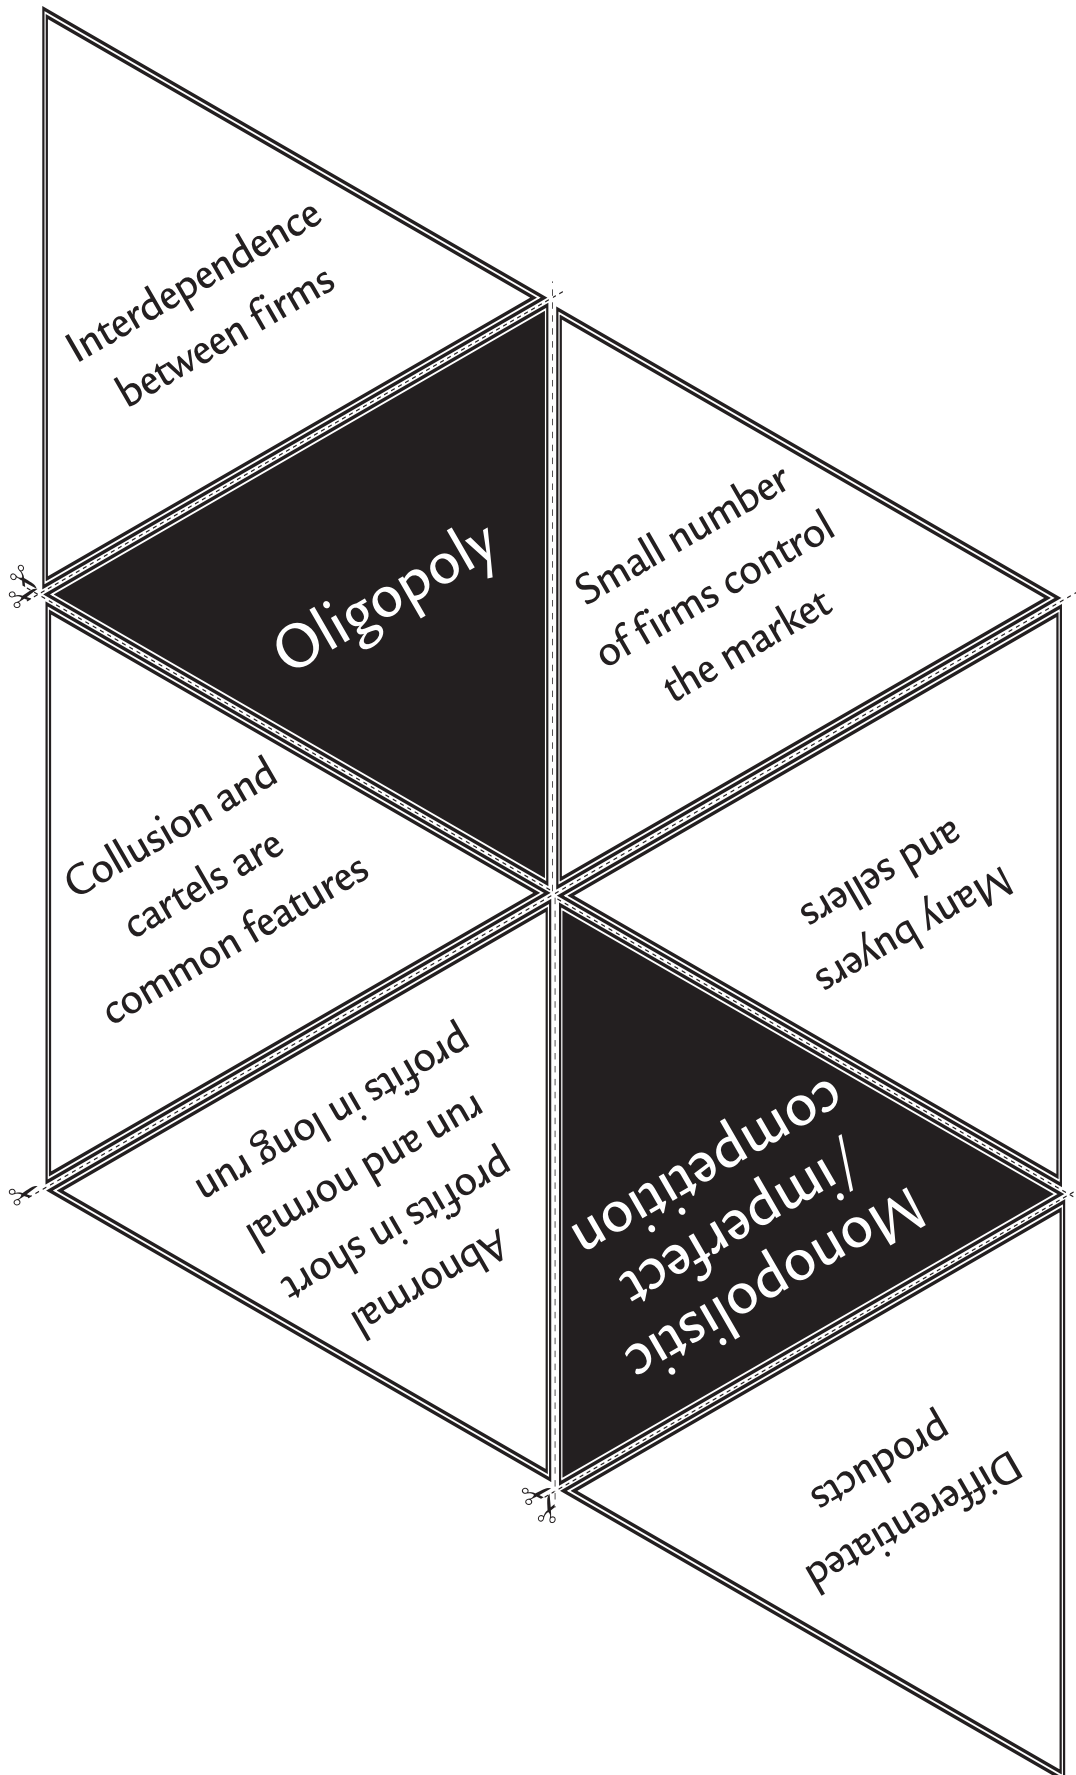 Interdependence
between firms
Oligopoly
Small number
of firms control
the market
Collusion and
cartels are
common features
Many buyers
and sellers
Abnormal
profits in short
run and normal
profits in long run
Monopolistic
/imperfect
competition
Differentiated
products